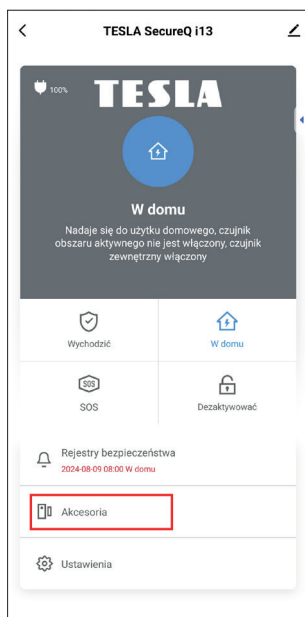 TESLA SecureQ i13
100%
TESLA
W domu
Nadaje się do użytku domowego, czujnik
obszaru aktywnego nie jest włączony, czujnik
zewnętrzny włączony
Wychodzić
W domu
SOS
SOS
Dezaktywować
Rejestry bezpieczeństwa
2024-08-09 08:00 W domu
Akcesoria
Ustawienia